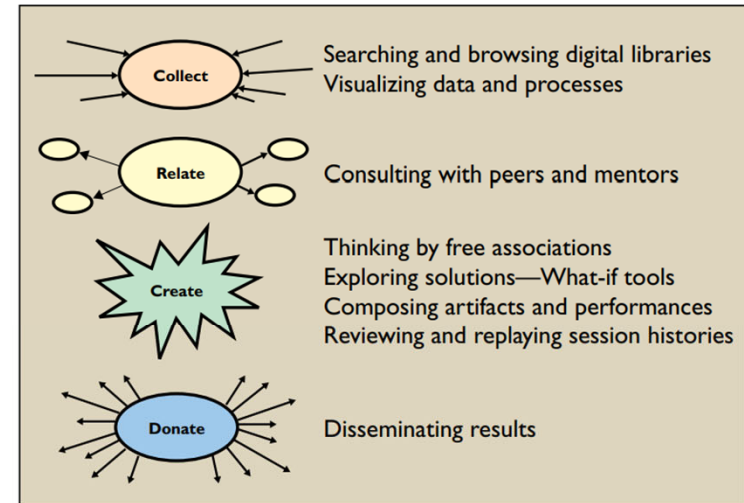 Collect
Searching and browsing digital libraries
Visualizing data and processes
Relate
Consulting with peers and mentors
Create
Thinking by free associations
Exploring solutions—What-if tools
Composing artifacts and performances
Reviewing and replaying session histories
Donate
Disseminating results